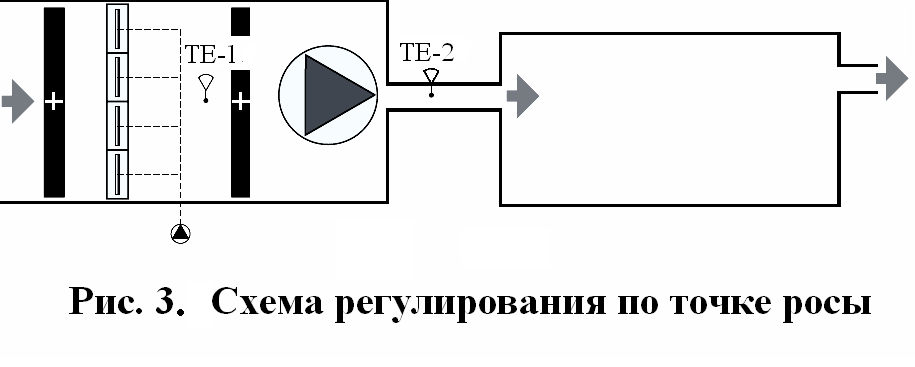 TE-1
TE-2
Рис. 3. Схема регулирования по точке росы